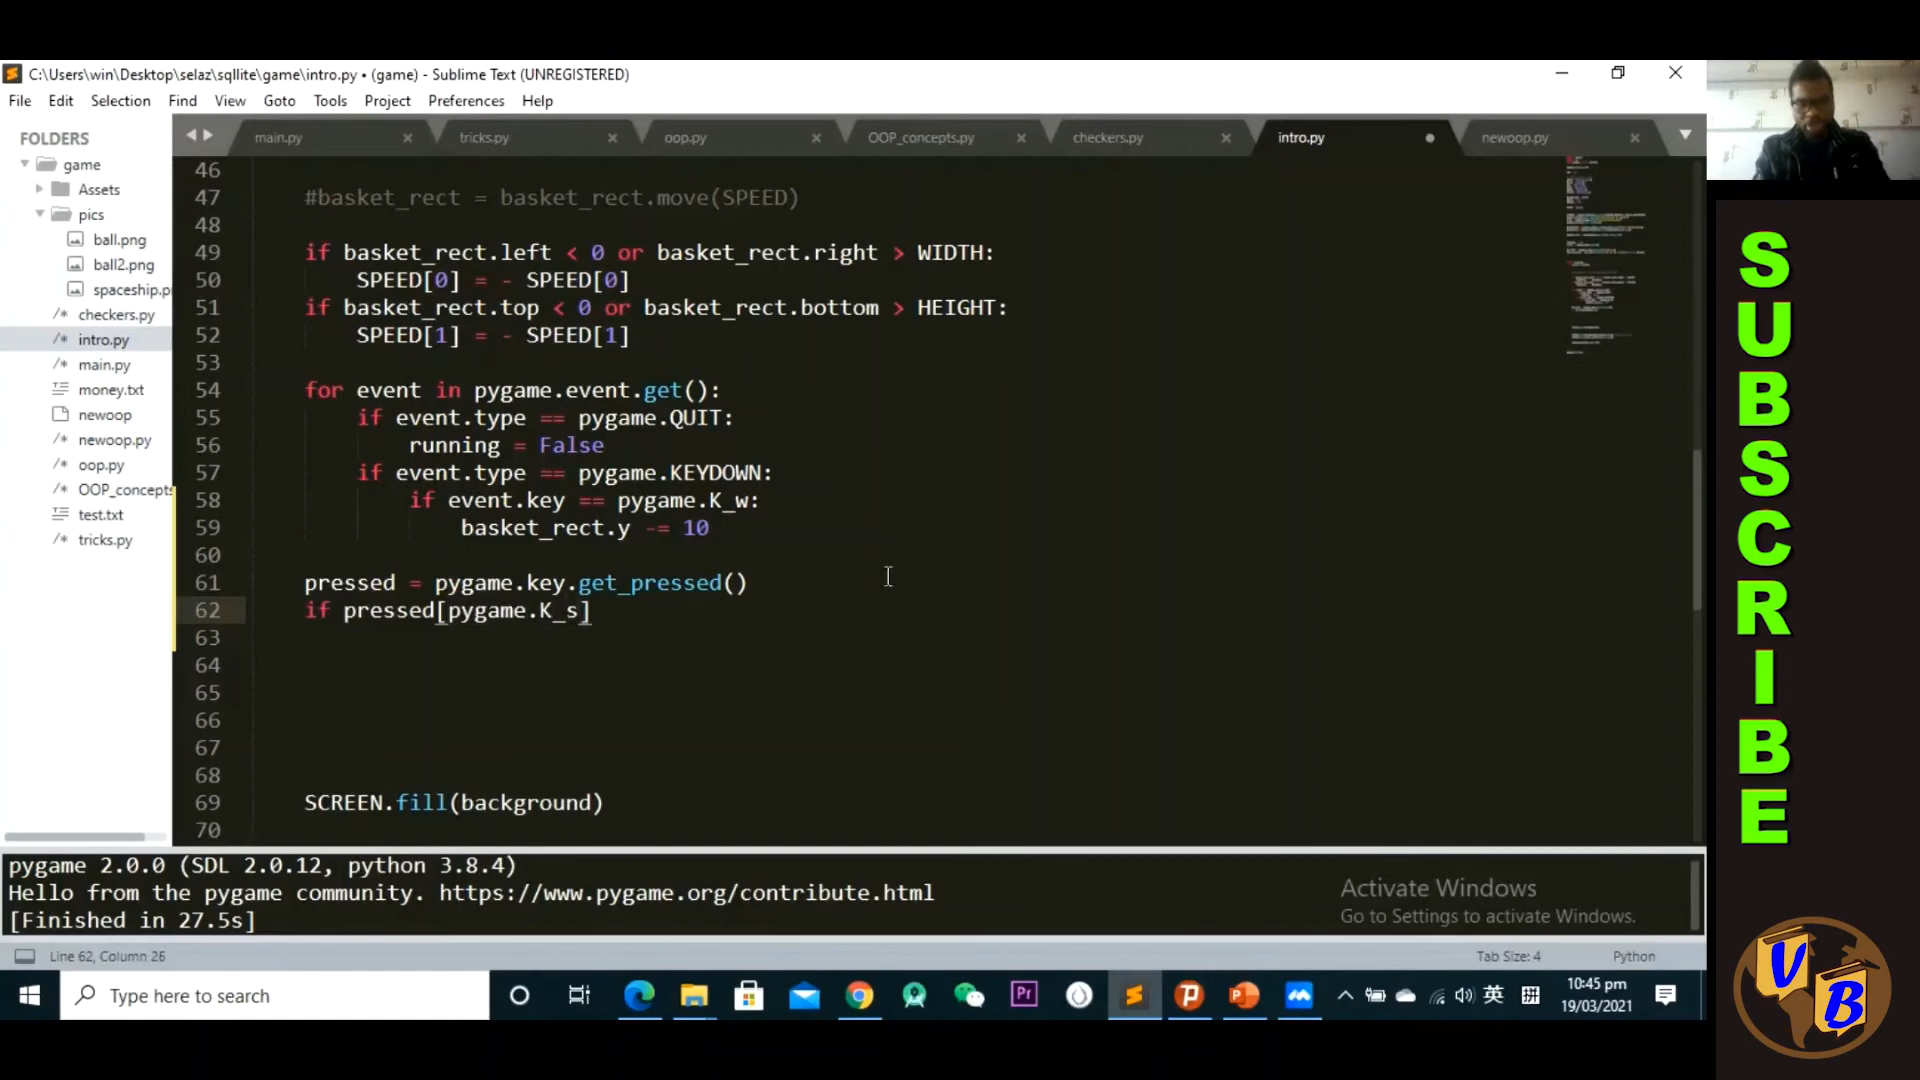 C:\Users\win\Desktop\selaz\sqllite\game\intro.py • (game) - Sublime Text (UNREGISTERED)
File Edit Selection Find View Goto Tools Project Preferences Help
FOLDERS
game
Assets
pics
ball.png
ball2.png
spaceship.p
/* checkers.py
/* intro.py
/* main.py
money.txt
newoop
/* newoop.py
/* oop.py
/* OOP_concepts
test.txt
/* tricks.py
main.py × tricks.py × oop.py × OOP_concepts.py × checkers.py × intro.py newoop.py ×
46
47 #basket_rect = basket_rect.move(SPEED)
48
49 if basket_rect.left < 0 or basket_rect.right > WIDTH:
50 SPEED[0] = - SPEED[0]
51 if basket_rect.top < 0 or basket_rect.bottom > HEIGHT:
52 SPEED[1] = - SPEED[1]
53
54 for event in pygame.event.get():
55 if event.type == pygame.QUIT:
56 running = False
57 if event.type == pygame.KEYDOWN:
58 if event.key == pygame.K_w:
59 basket_rect.y -= 10
60
61 pressed = pygame.key.get_pressed()
62 if pressed[pygame.K_s]
63
64
65
66
67
68
69 SCREEN.fill(background)
70
pygame 2.0.0 (SDL 2.0.12, python 3.8.4)
Hello from the pygame community. https://www.pygame.org/contribute.html
[Finished in 27.5s]
Activate Windows
Go to Settings to activate Windows.
Line 62, Column 26
Tab Size: 4
Python
Type here to search
Pr
英
拼
10:45 pm
19/03/2021
SUBSCRIBE
V
B